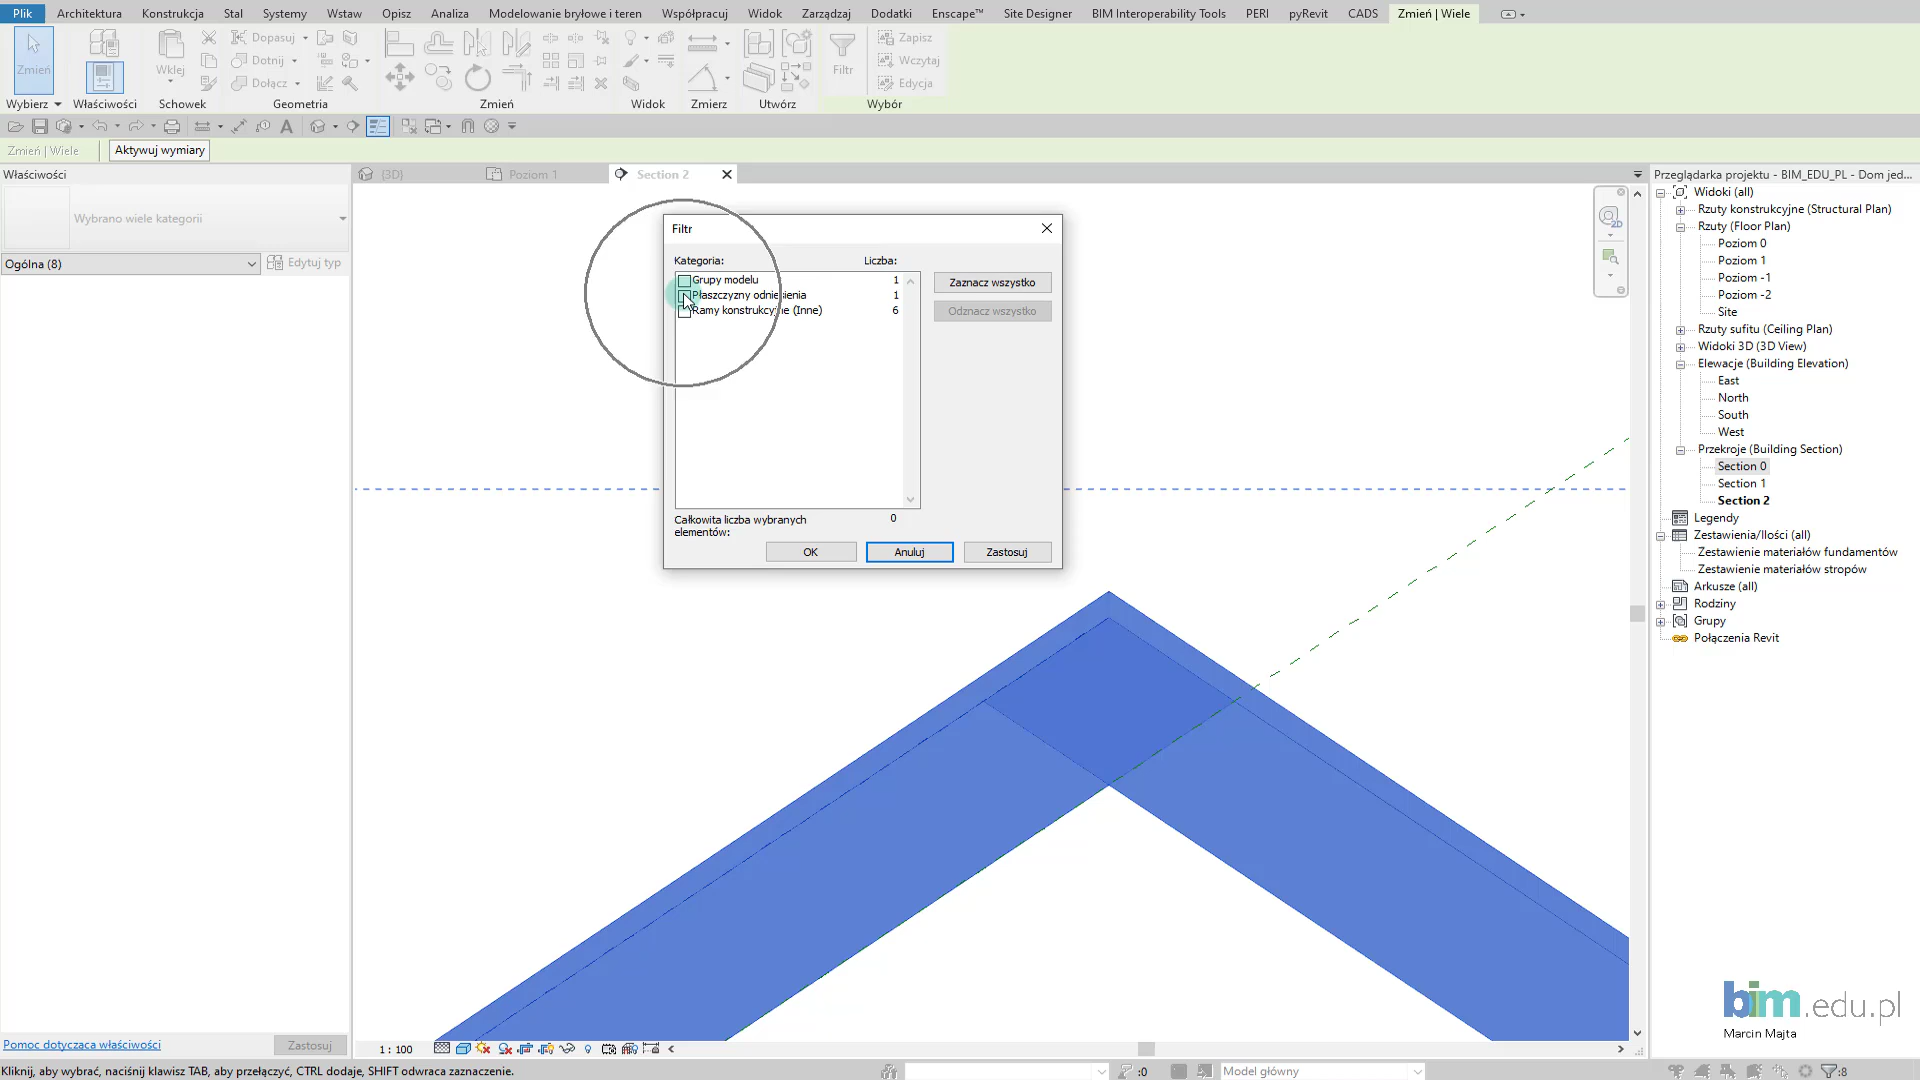 Plik Architektura Konstrukcja Stal Systemy Wstaw Opisz Analiza Modelowanie bryłowe i teren Współpracuj Widok Zarządzaj Dodatki Enscape™ Site Designer BIM Interoperability Tools PERI pyRevit CADS Zmień | Wiele
Dopasuj Zapisz
Dotnij Wczytaj
Zmień Wklej Filtr
Dołącz Edycja
Wybierz Właściwości Schowek Geometria Zmień Widok Zmierz Utwórz Wybór
Zmień | Wiele Aktywuj wymiary
Właściwości
{3D} Poziom 1 Section 2
Wybrano wiele kategorii
Ogólna (8) Edytuj typ
Filtr
Kategoria: Liczba:
Grupy modelu 1
Płaszczyzny odniesienia 1
Ramy konstrukcyjne (Inne) 6
Zaznacz wszystko
Odznacz wszystko
Całkowita liczba wybranych
elementów: 0
OK Anuluj Zastosuj
2D
Przeglądarka projektu - BIM_EDU_PL - Dom jed...
Widoki (all)
Rzuty konstrukcyjne (Structural Plan)
Rzuty (Floor Plan)
Poziom 0
Poziom 1
Poziom -1
Poziom -2
Site
Rzuty sufitu (Ceiling Plan)
Widoki 3D (3D View)
Elewacje (Building Elevation)
East
North
South
West
Przekroje (Building Section)
Section 0
Section 1
Section 2
Legendy
Zestawienia/Ilości (all)
Zestawienie materiałów fundamentów
Zestawienie materiałów stropów
Arkusze (all)
Rodziny
Grupy
Połączenia Revit
bim.edu.pl
Marcin Majta
Pomoc dotycząca właściwości Zastosuj
1 : 100
Kliknij, aby wybrać, naciśnij klawisz TAB, aby przełączyć, CTRL dodaje, SHIFT odwraca zaznaczenie.
:0 Model główny :8